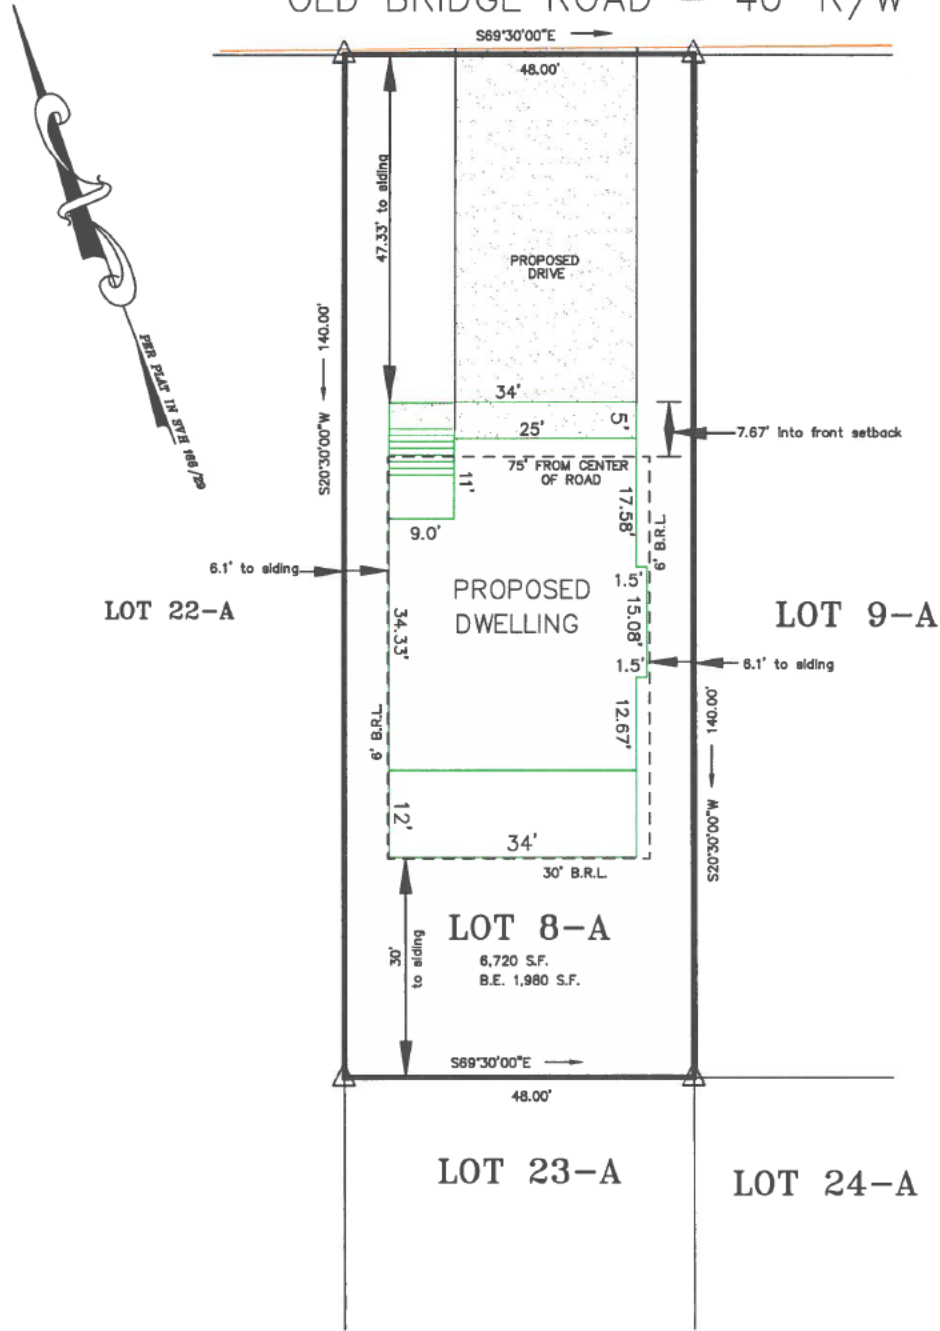 OLD BRIDGE ROAD - 40' R/W
S69°30'00"E
48.00'
47.33' to siding
PROPOSED
DRIVE
PER PLAT IN SVH 166/29
S20°30'00"W 140.00'
34'
5'
25'
7.67' into front setback
75' FROM CENTER
OF ROAD
11'
17.58'
9.0'
6' B.R.L.
6.1' to siding
1.5'
PROPOSED
DWELLING
LOT 22-A
34.33'
15.08'
LOT 9-A
1.5'
6.1' to siding
12.67'
6' B.R.L.
S20°30'00"W 140.00'
12'
34'
30' B.R.L.
LOT 8-A
30'
to siding
6,720 S.F.
B.E. 1,980 S.F.
S69°30'00"E
48.00'
LOT 23-A
LOT 24-A